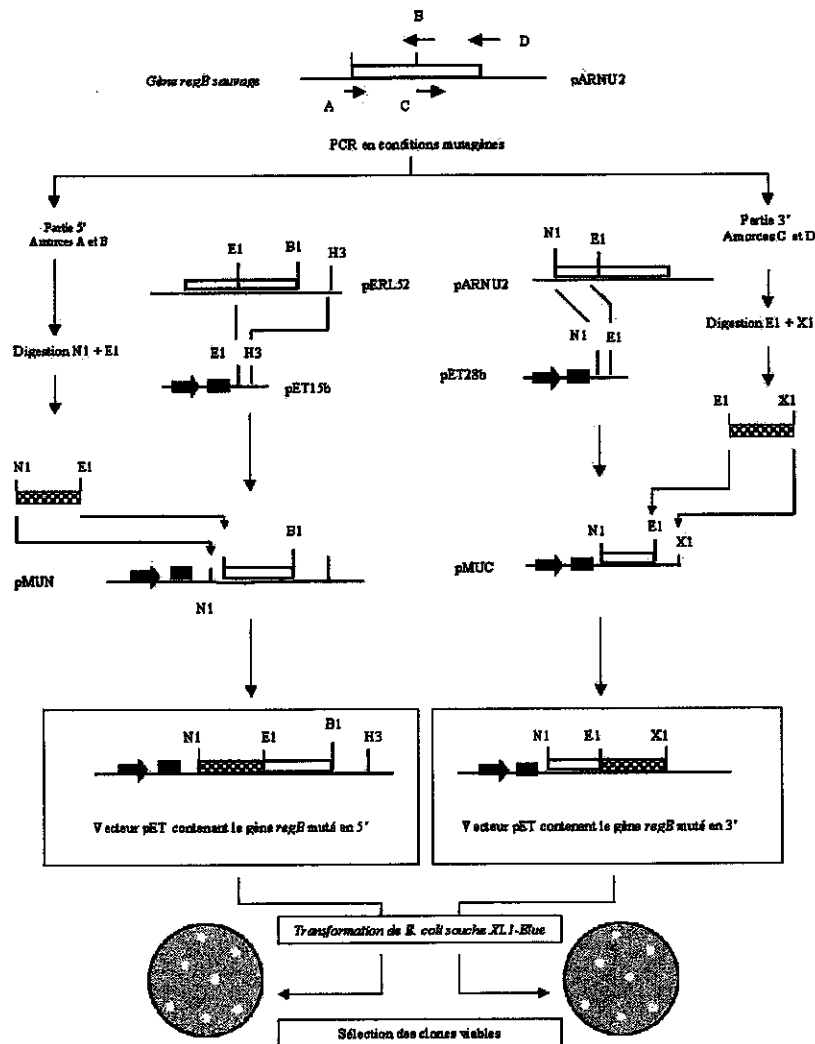 B
D
Gène regB sauvage
pARNU2
A
C
PCR en conditions mutagènes
Partie 5'
Amorces A et B
Partie 3'
Amorces C et D
E1
B1
H3
pERL52
N1
E1
pARNU2
Digestion N1 + E1
Digestion E1 + X1
E1
H3
pET15b
N1
E1
pET28b
E1
X1
N1
E1
B1
pMUN
N1
N1
E1
X1
pMUC
N1
E1
B1
H3
Vecteur pET contenant le gène regB muté en 5'
N1
E1
X1
Vecteur pET contenant le gène regB muté en 3'
Transformation de E. coli souche XL1-Blue
Sélection des clones viables